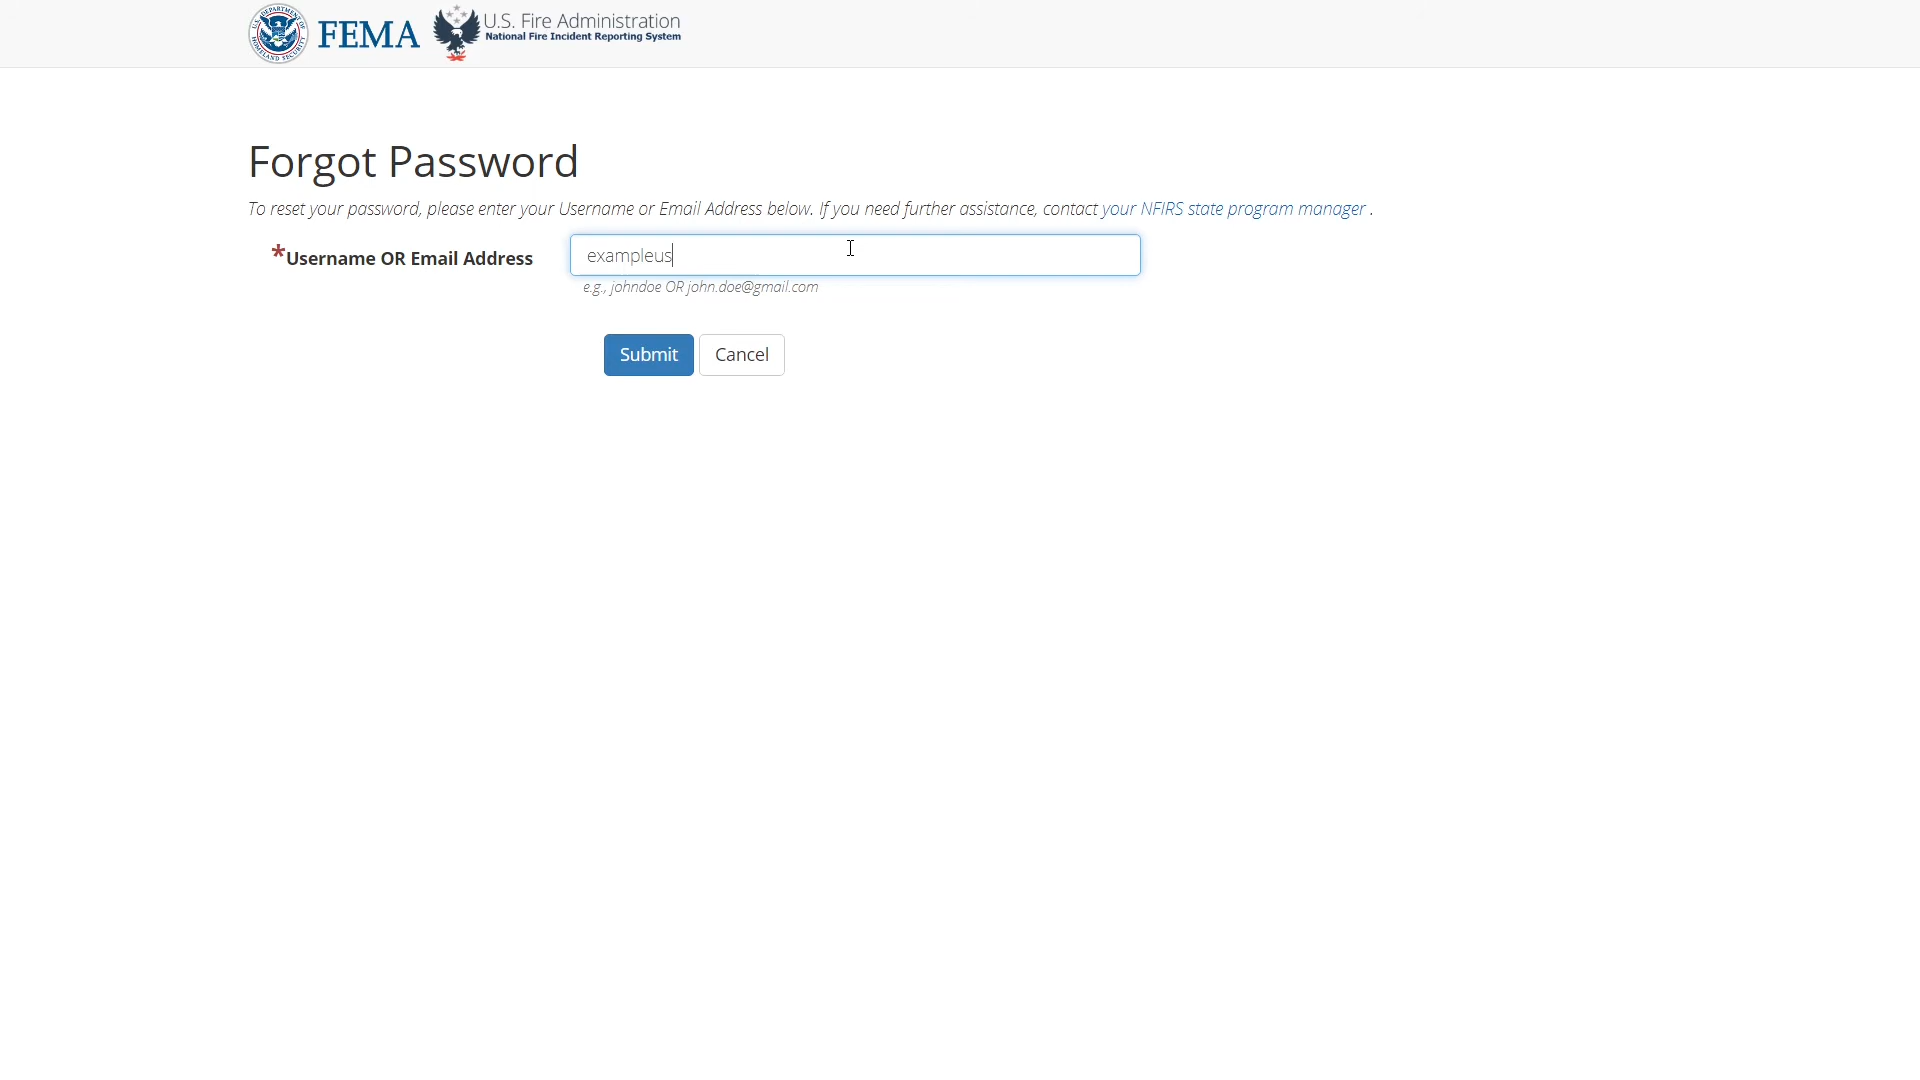 FEMA
U.S. Fire Administration
National Fire Incident Reporting System
Forgot Password
To reset your password, please enter your Username or Email Address below. If you need further assistance, contact your NFIRS state program manager .
*Username OR Email Address
exampleus
e.g., johndoe OR john.doe@gmail.com
Submit Cancel